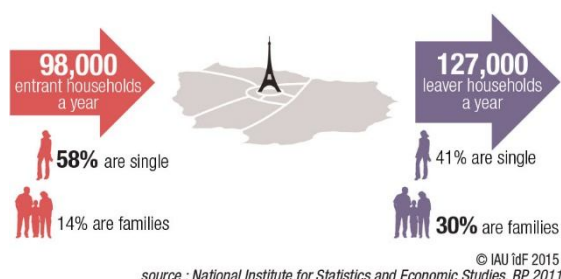 98,000
entrant households
a year
58% are single
14% are families
127,000
leaver households
a year
41% are single
30% are families
© IAU îdF 2015
source : National Institute for Statistics and Economic Studies, RP 2011